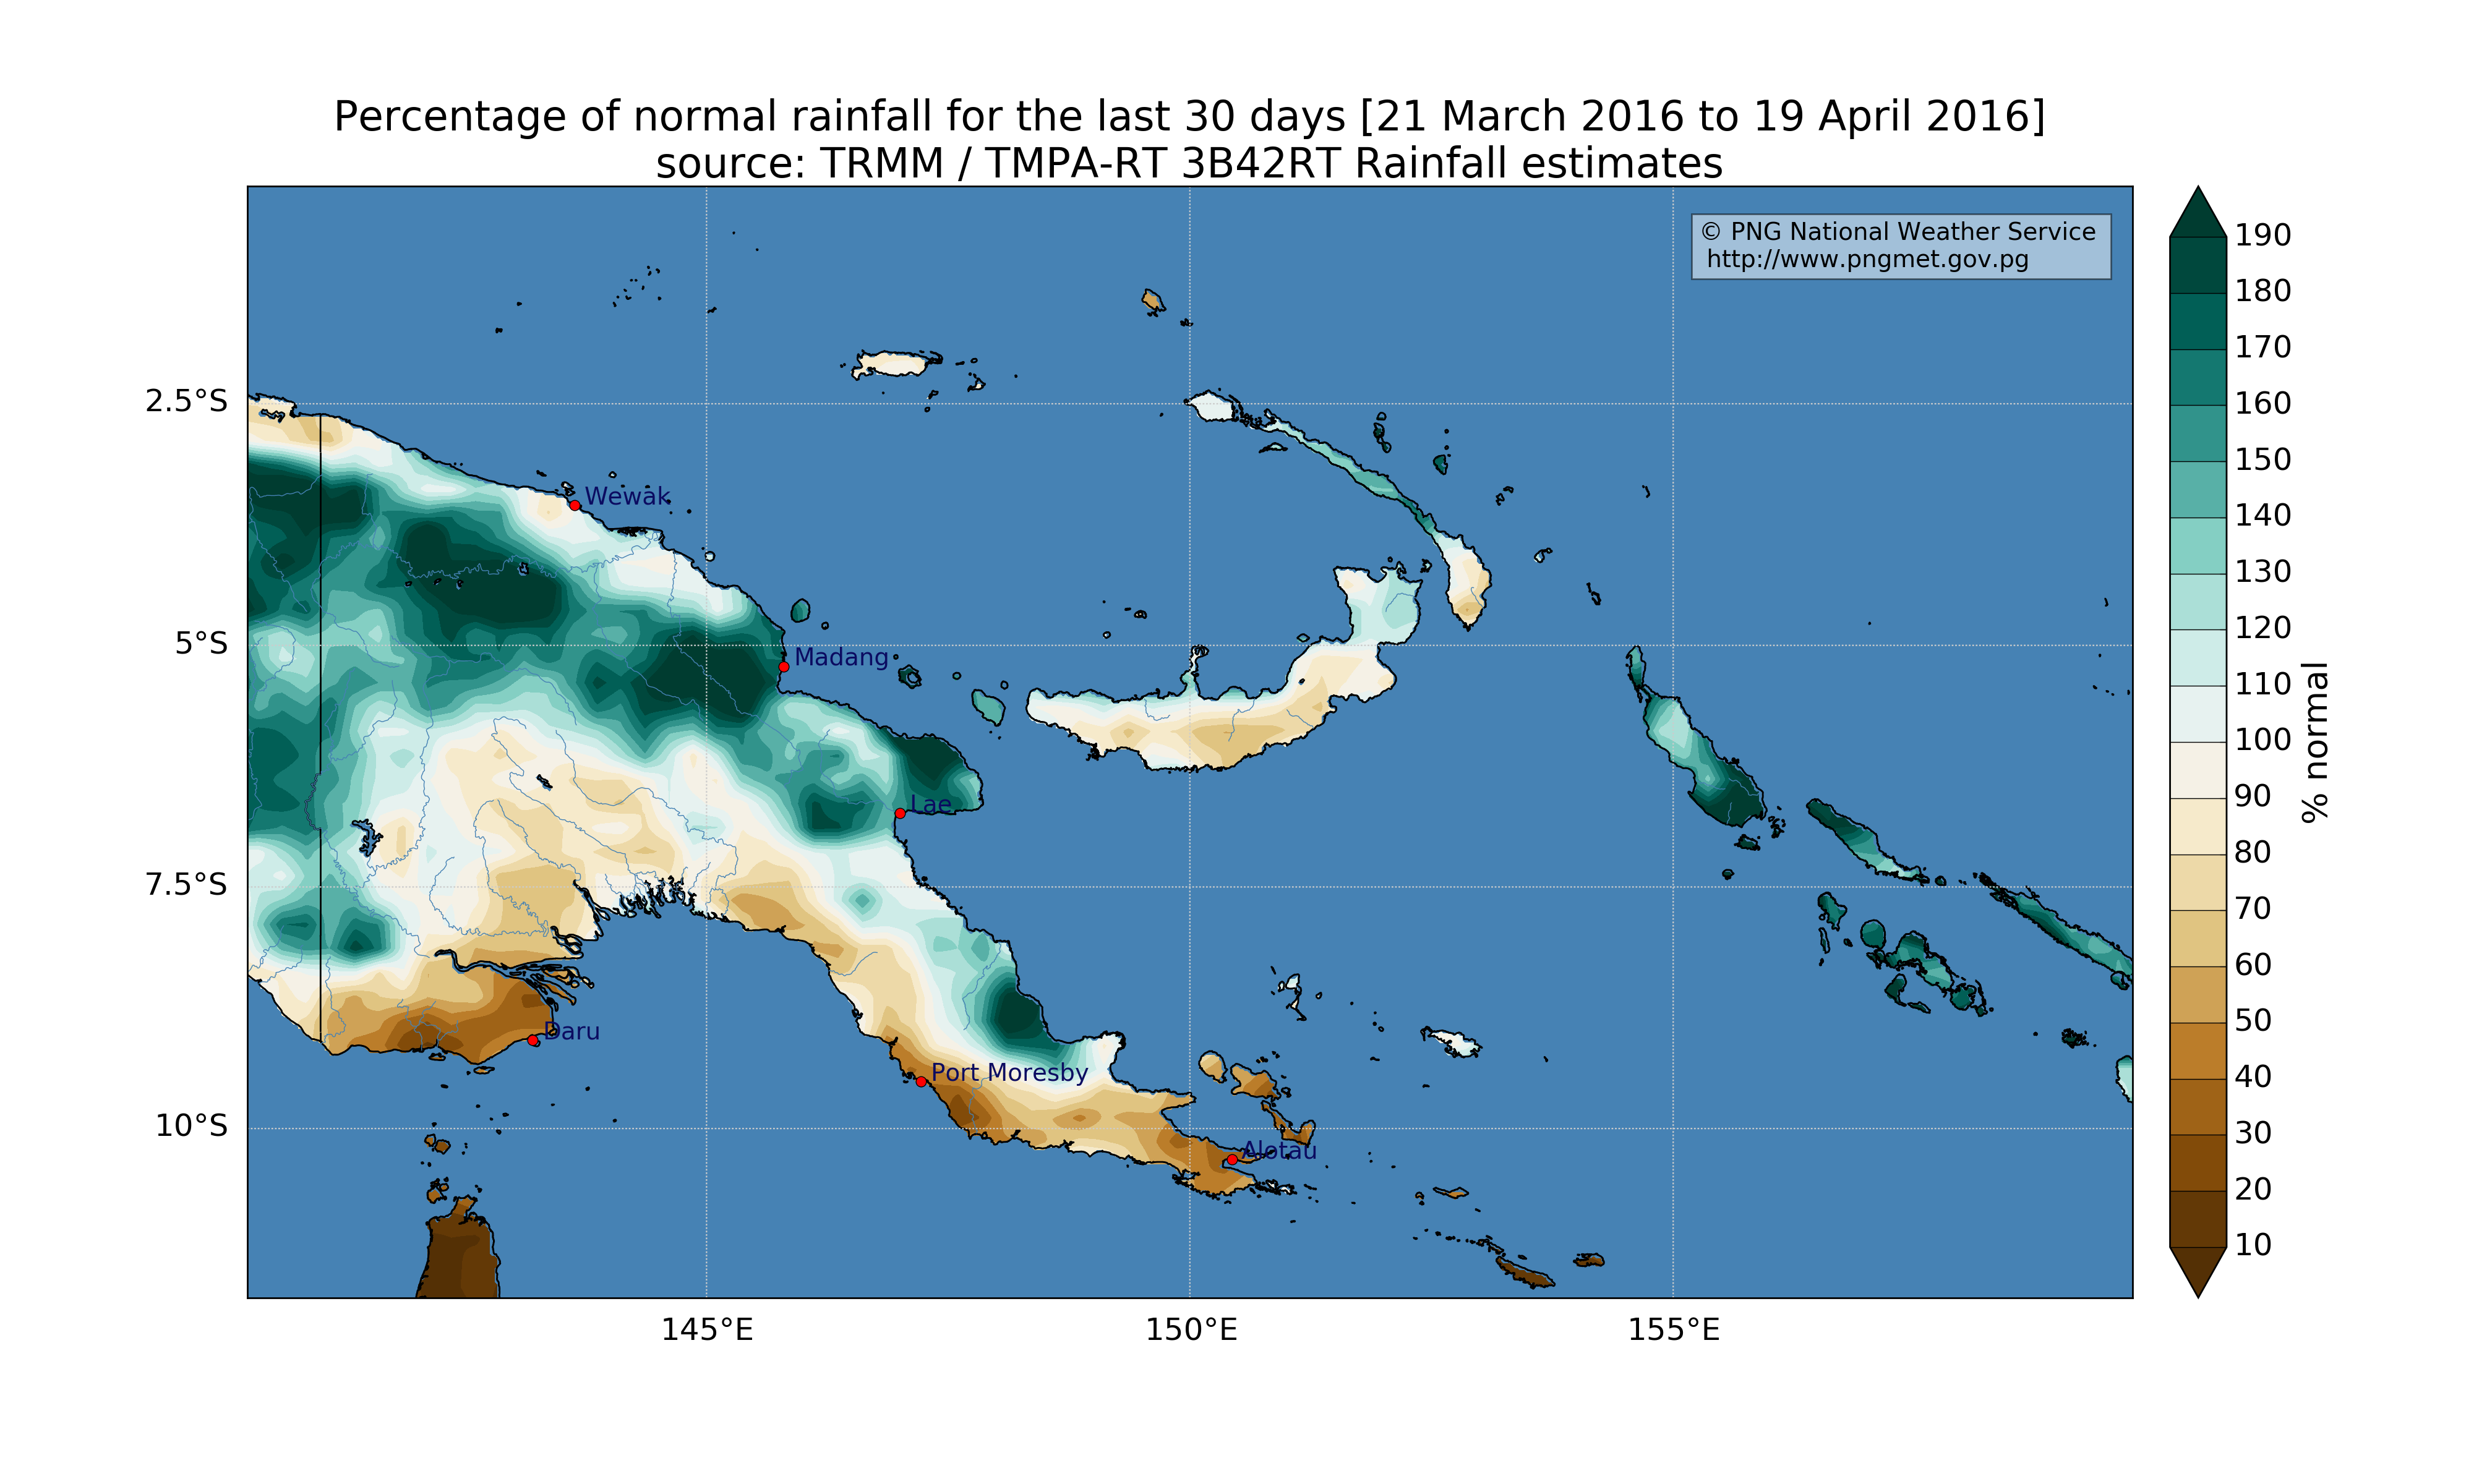 Percentage of normal rainfall for the last 30 days [21 March 2016 to 19 April 2016]
source: TRMM / TMPA-RT 3B42RT Rainfall estimates
© PNG National Weather Service
http://www.pngmet.gov.pg
2.5°S
5°S
7.5°S
10°S
Wewak
Madang
Lae
Daru
Port Moresby
Alotau
145°E
150°E
155°E
190
180
170
160
150
140
130
120
110
100
90
80
70
60
50
40
30
20
10
% normal